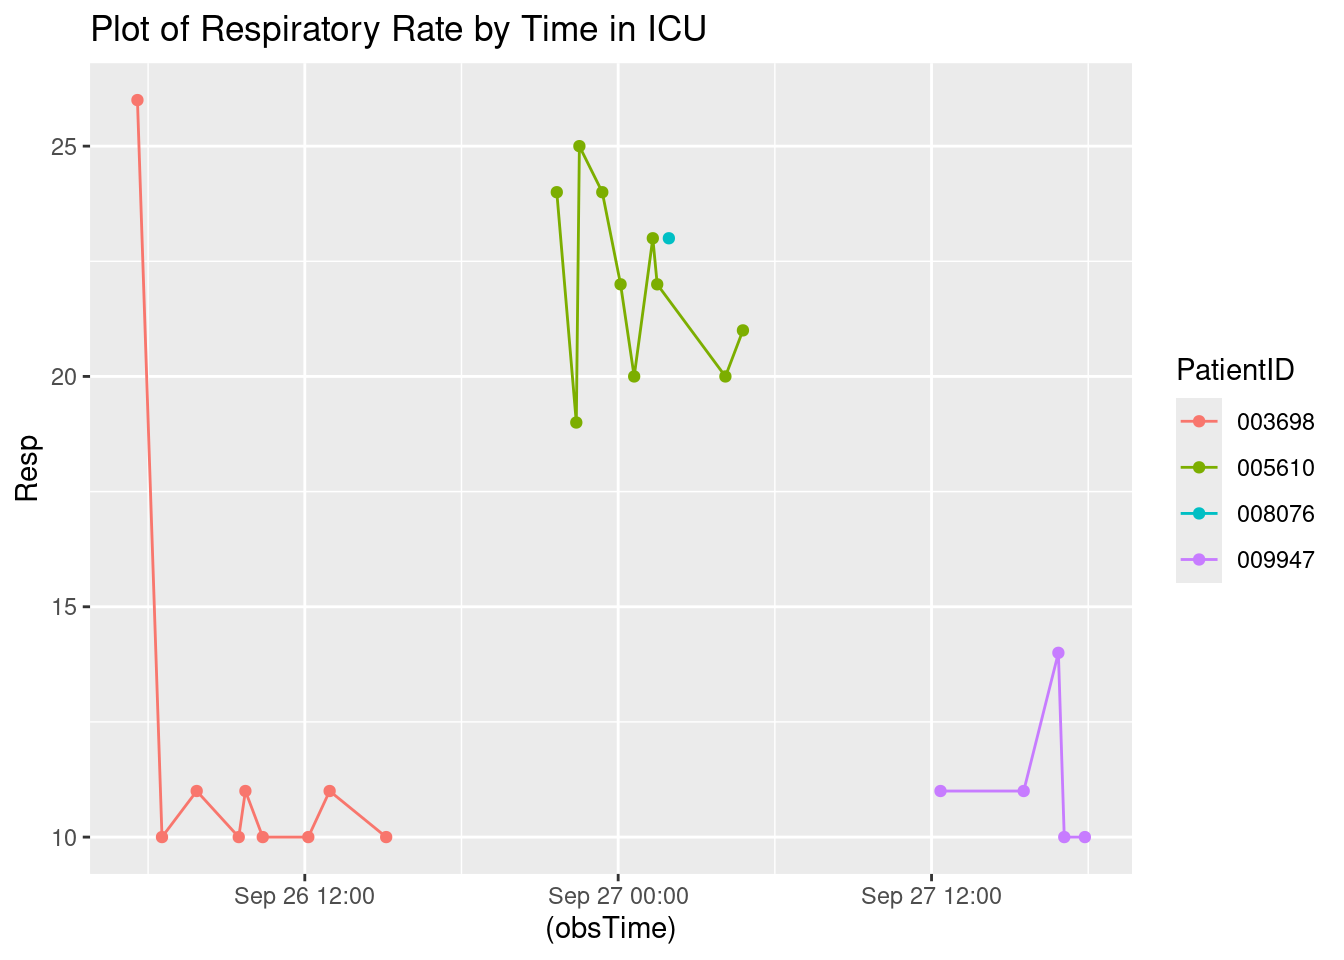 Plot of Respiratory Rate by Time in ICU
25
20
15
10
Resp
Sep 26 12:00
Sep 27 00:00
Sep 27 12:00
(obsTime)
PatientID
003698
005610
008076
009947